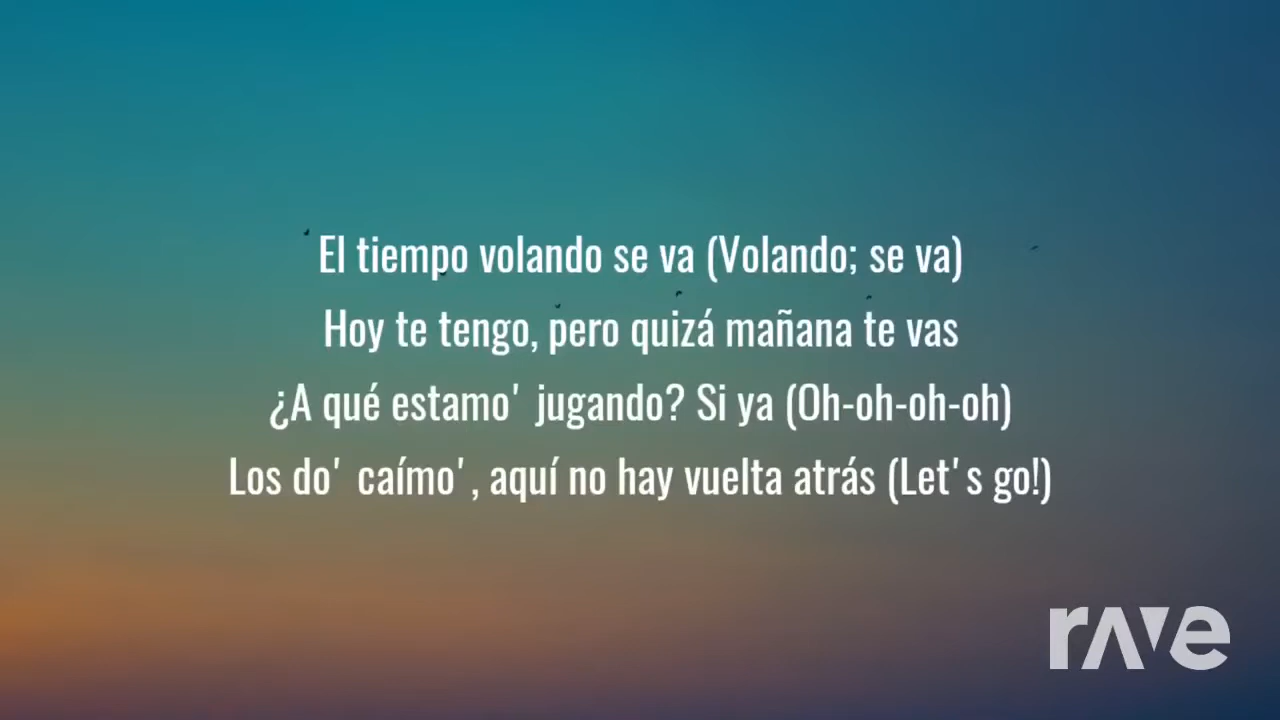 El tiempo volando se va (Volando; se va)
Hoy te tengo, pero quizá mañana te vas
¿A qué estamo' jugando? Si ya (Oh-oh-oh-oh)
Los do' caímo', aquí no hay vuelta atrás (Let's go!)
rave